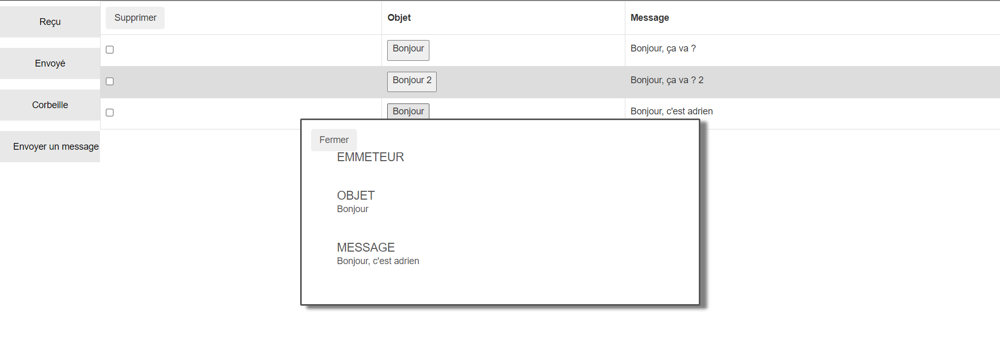 Reçu
Envoyé
Corbeille
Envoyer un message
Supprimer Objet Message
Bonjour Bonjour, ça va ?
Bonjour 2 Bonjour, ça va ? 2
Bonjour Bonjour, c'est adrien
Fermer
EMMETEUR
OBJET
Bonjour
MESSAGE
Bonjour, c'est adrien